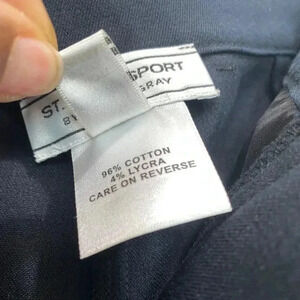 ST. SPORT
BY GRAY
96% COTTON
4% LYCRA
CARE ON REVERSE